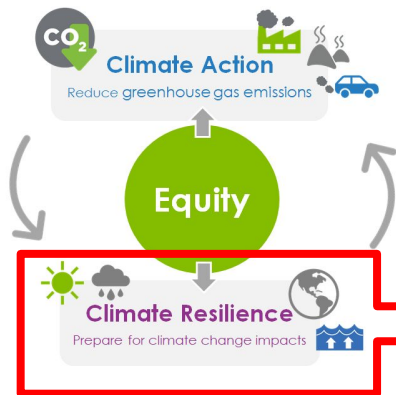 CO2
Climate Action
Reduce greenhouse gas emissions
Equity
Climate Resilience
Prepare for climate change impacts